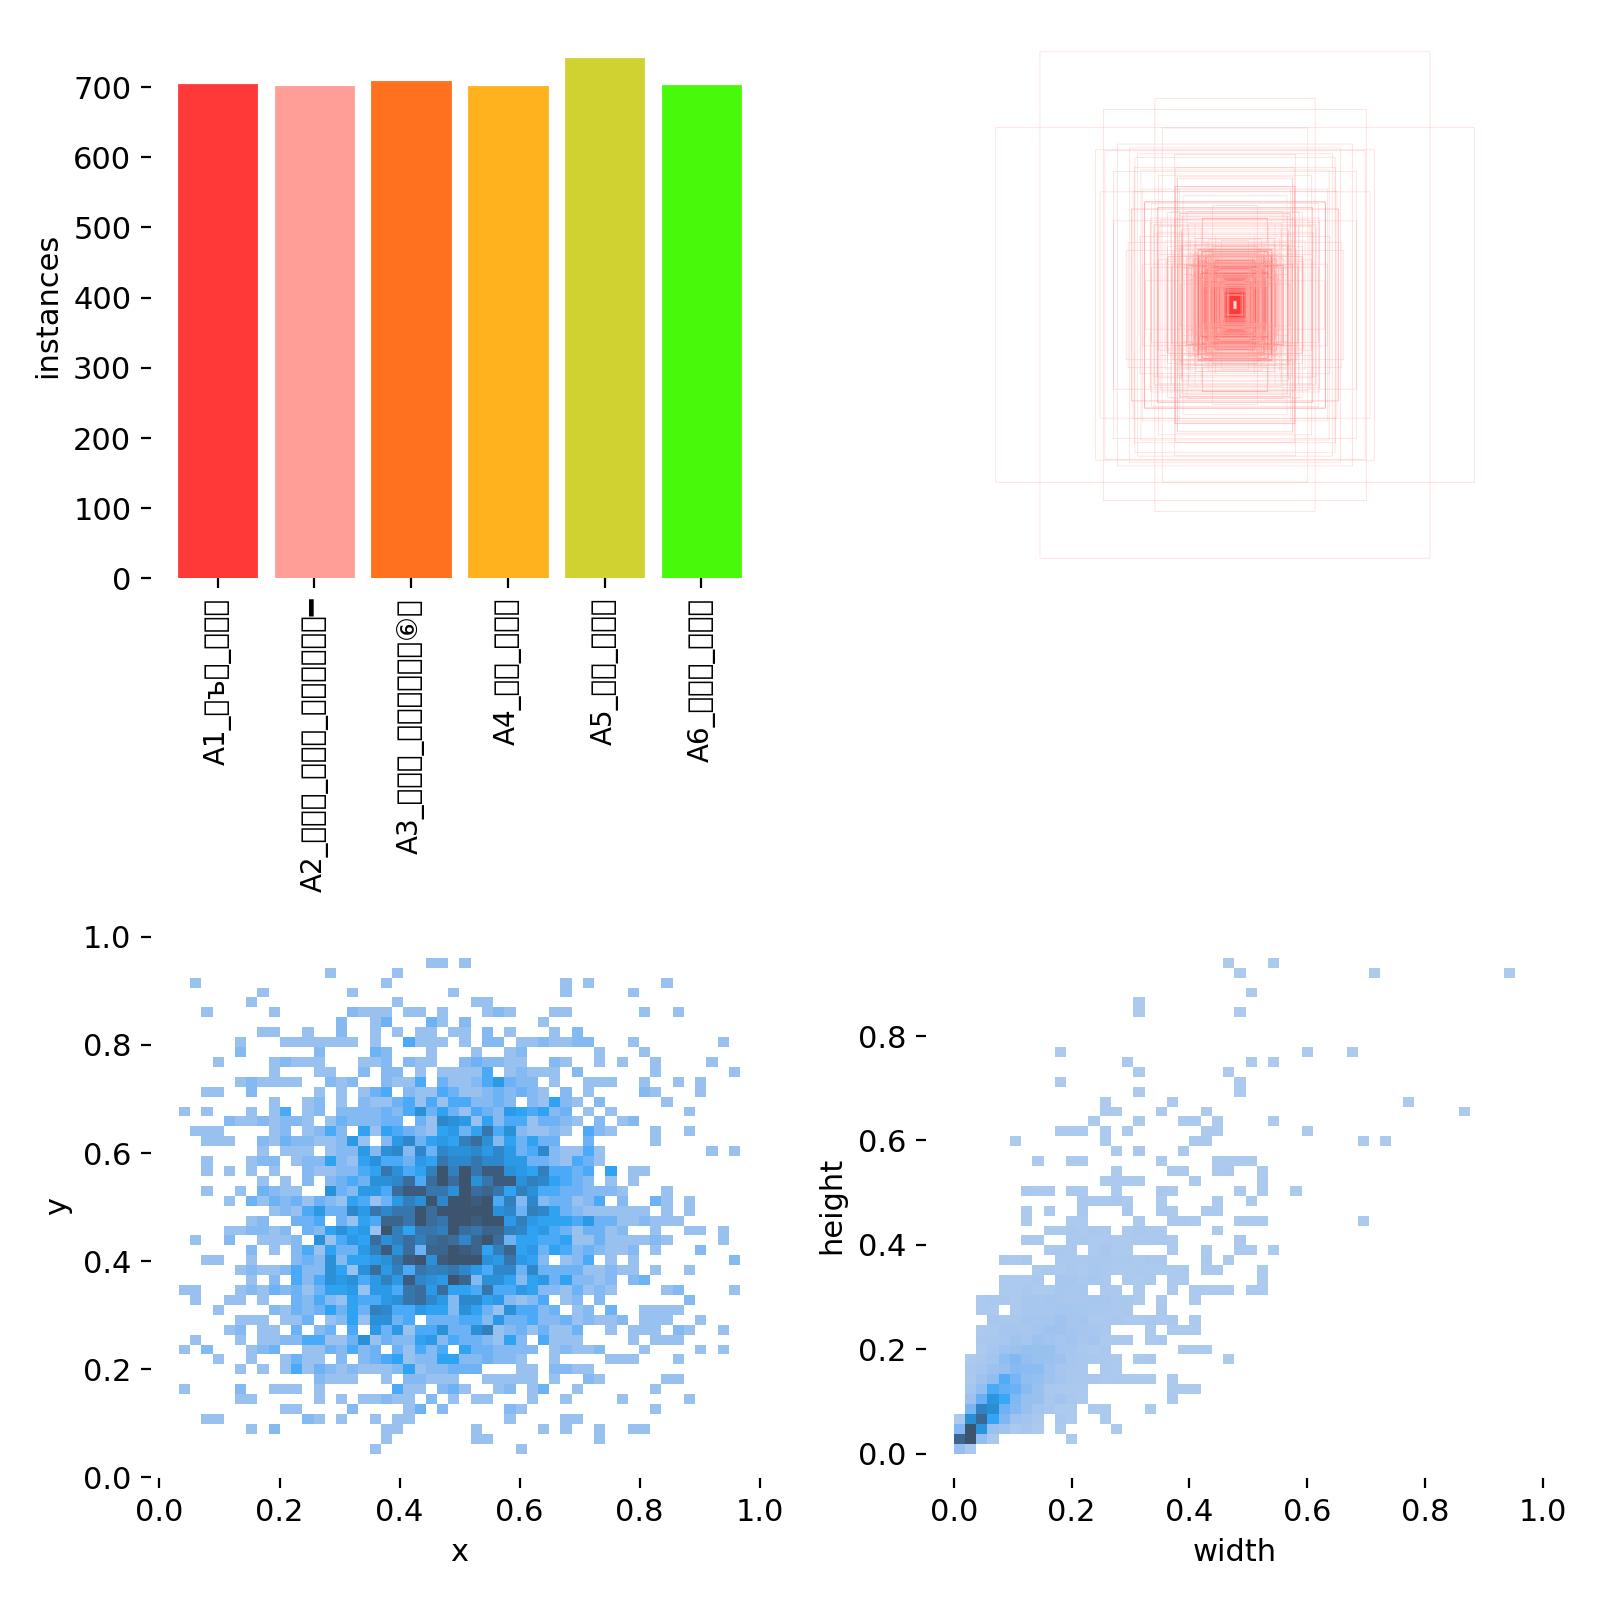 700
600
500
400
300
200
100
0
instances
A1_□ъ□_□□□
A2_□□□_□□□_□□□□□□━
A3_□□□_□□□□□□□⑥□
A4_□□_□□□
A5_□□_□□□
A6_□□□_□□□
1.0
0.8
0.6
0.4
0.2
0.0
y
0.0 0.2 0.4 0.6 0.8 1.0
x
0.8
0.6
0.4
0.2
0.0
height
0.0 0.2 0.4 0.6 0.8 1.0
width